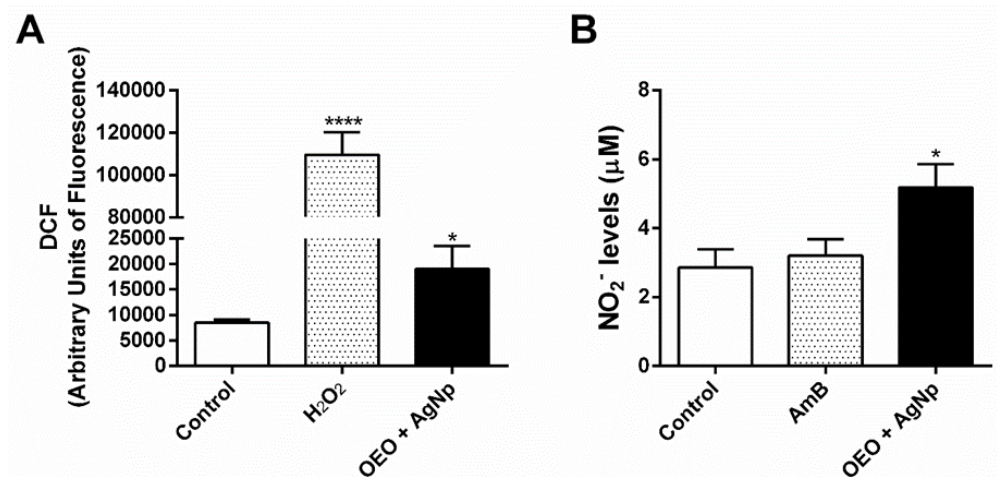 A
DCF
(Arbitrary Units of Fluorescence)
140000
120000
100000
80000
25000
20000
15000
10000
5000
0
****
*
Control
H₂O₂
OEO + AgNp
B
NO₂⁻ levels (μM)
8
6
4
2
0
*
Control
AmB
OEO + AgNp